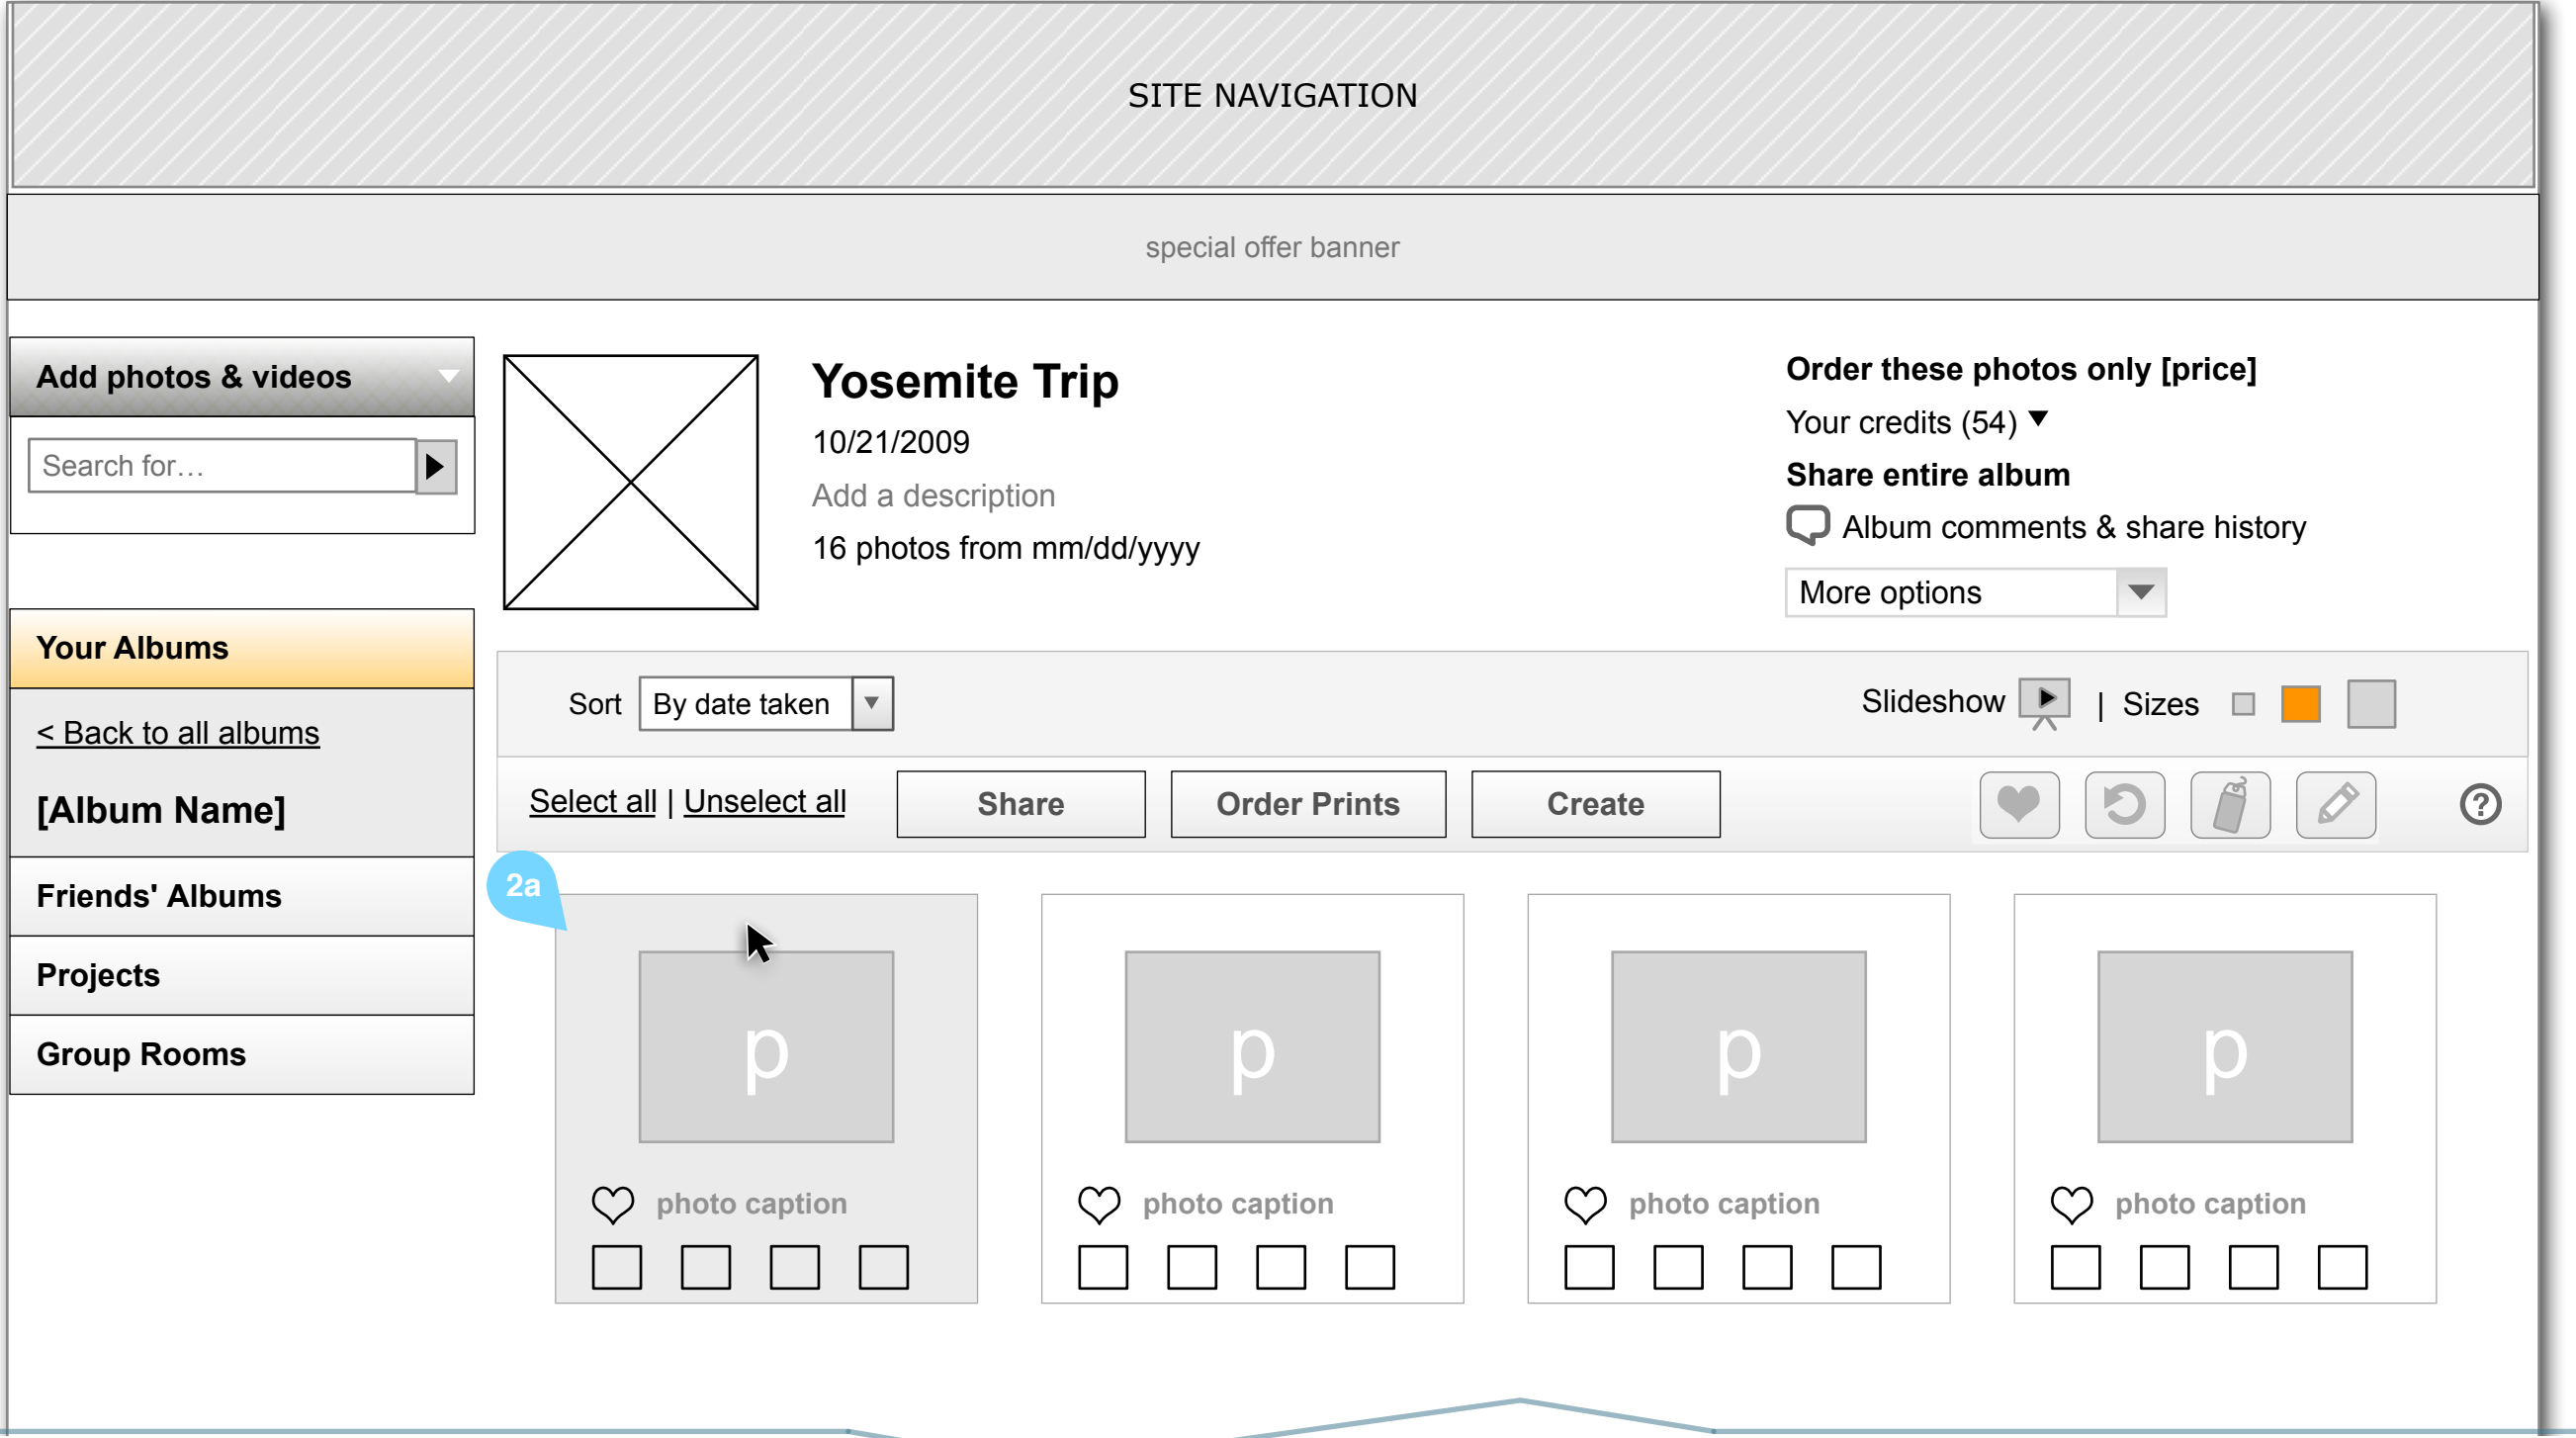 SITE NAVIGATION
special offer banner
Add photos & videos
Search for…
Your Albums
< Back to all albums
[Album Name]
Friends' Albums
Projects
Group Rooms
Yosemite Trip
10/21/2009
Add a description
16 photos from mm/dd/yyyy
Order these photos only [price]
Your credits (54)
Share entire album
Album comments & share history
More options
Sort By date taken
Slideshow | Sizes
Select all | Unselect all Share Order Prints Create ?
2a
p p p p
photo caption photo caption photo caption photo caption